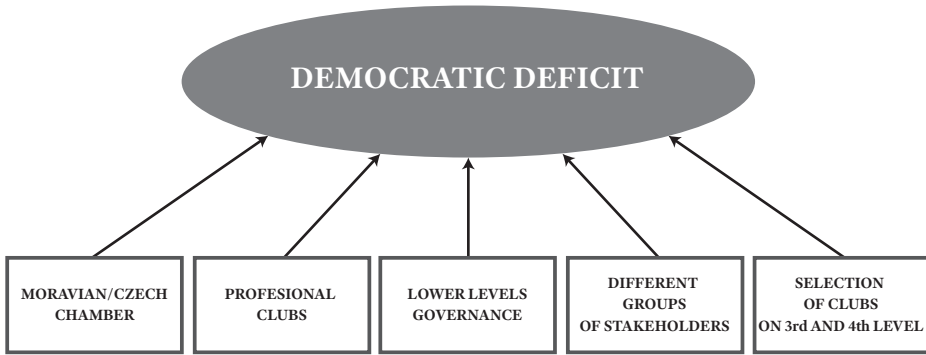 DEMOCRATIC DEFICIT
MORAVIAN/CZECH
CHAMBER
PROFESIONAL
CLUBS
LOWER LEVELS
GOVERNANCE
DIFFERENT
GROUPS
OF STAKEHOLDERS
SELECTION
OF CLUBS
ON 3rd AND 4th LEVEL